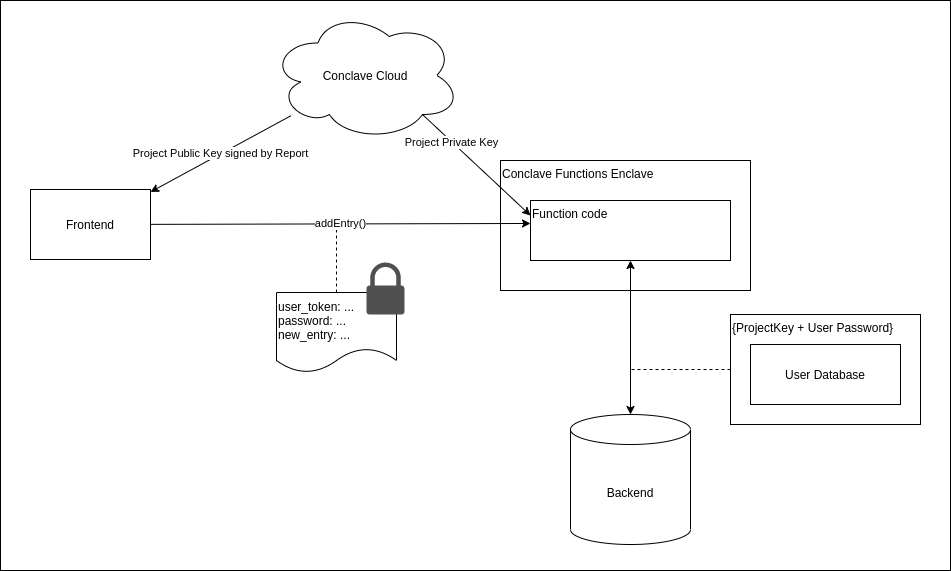 Conclave Cloud
Project Public Key signed by Report
Project Private Key
Conclave Functions Enclave
Function code
Frontend
addEntry()
user_token: ...
password: ...
new_entry: ...
{ProjectKey + User Password}
User Database
Backend